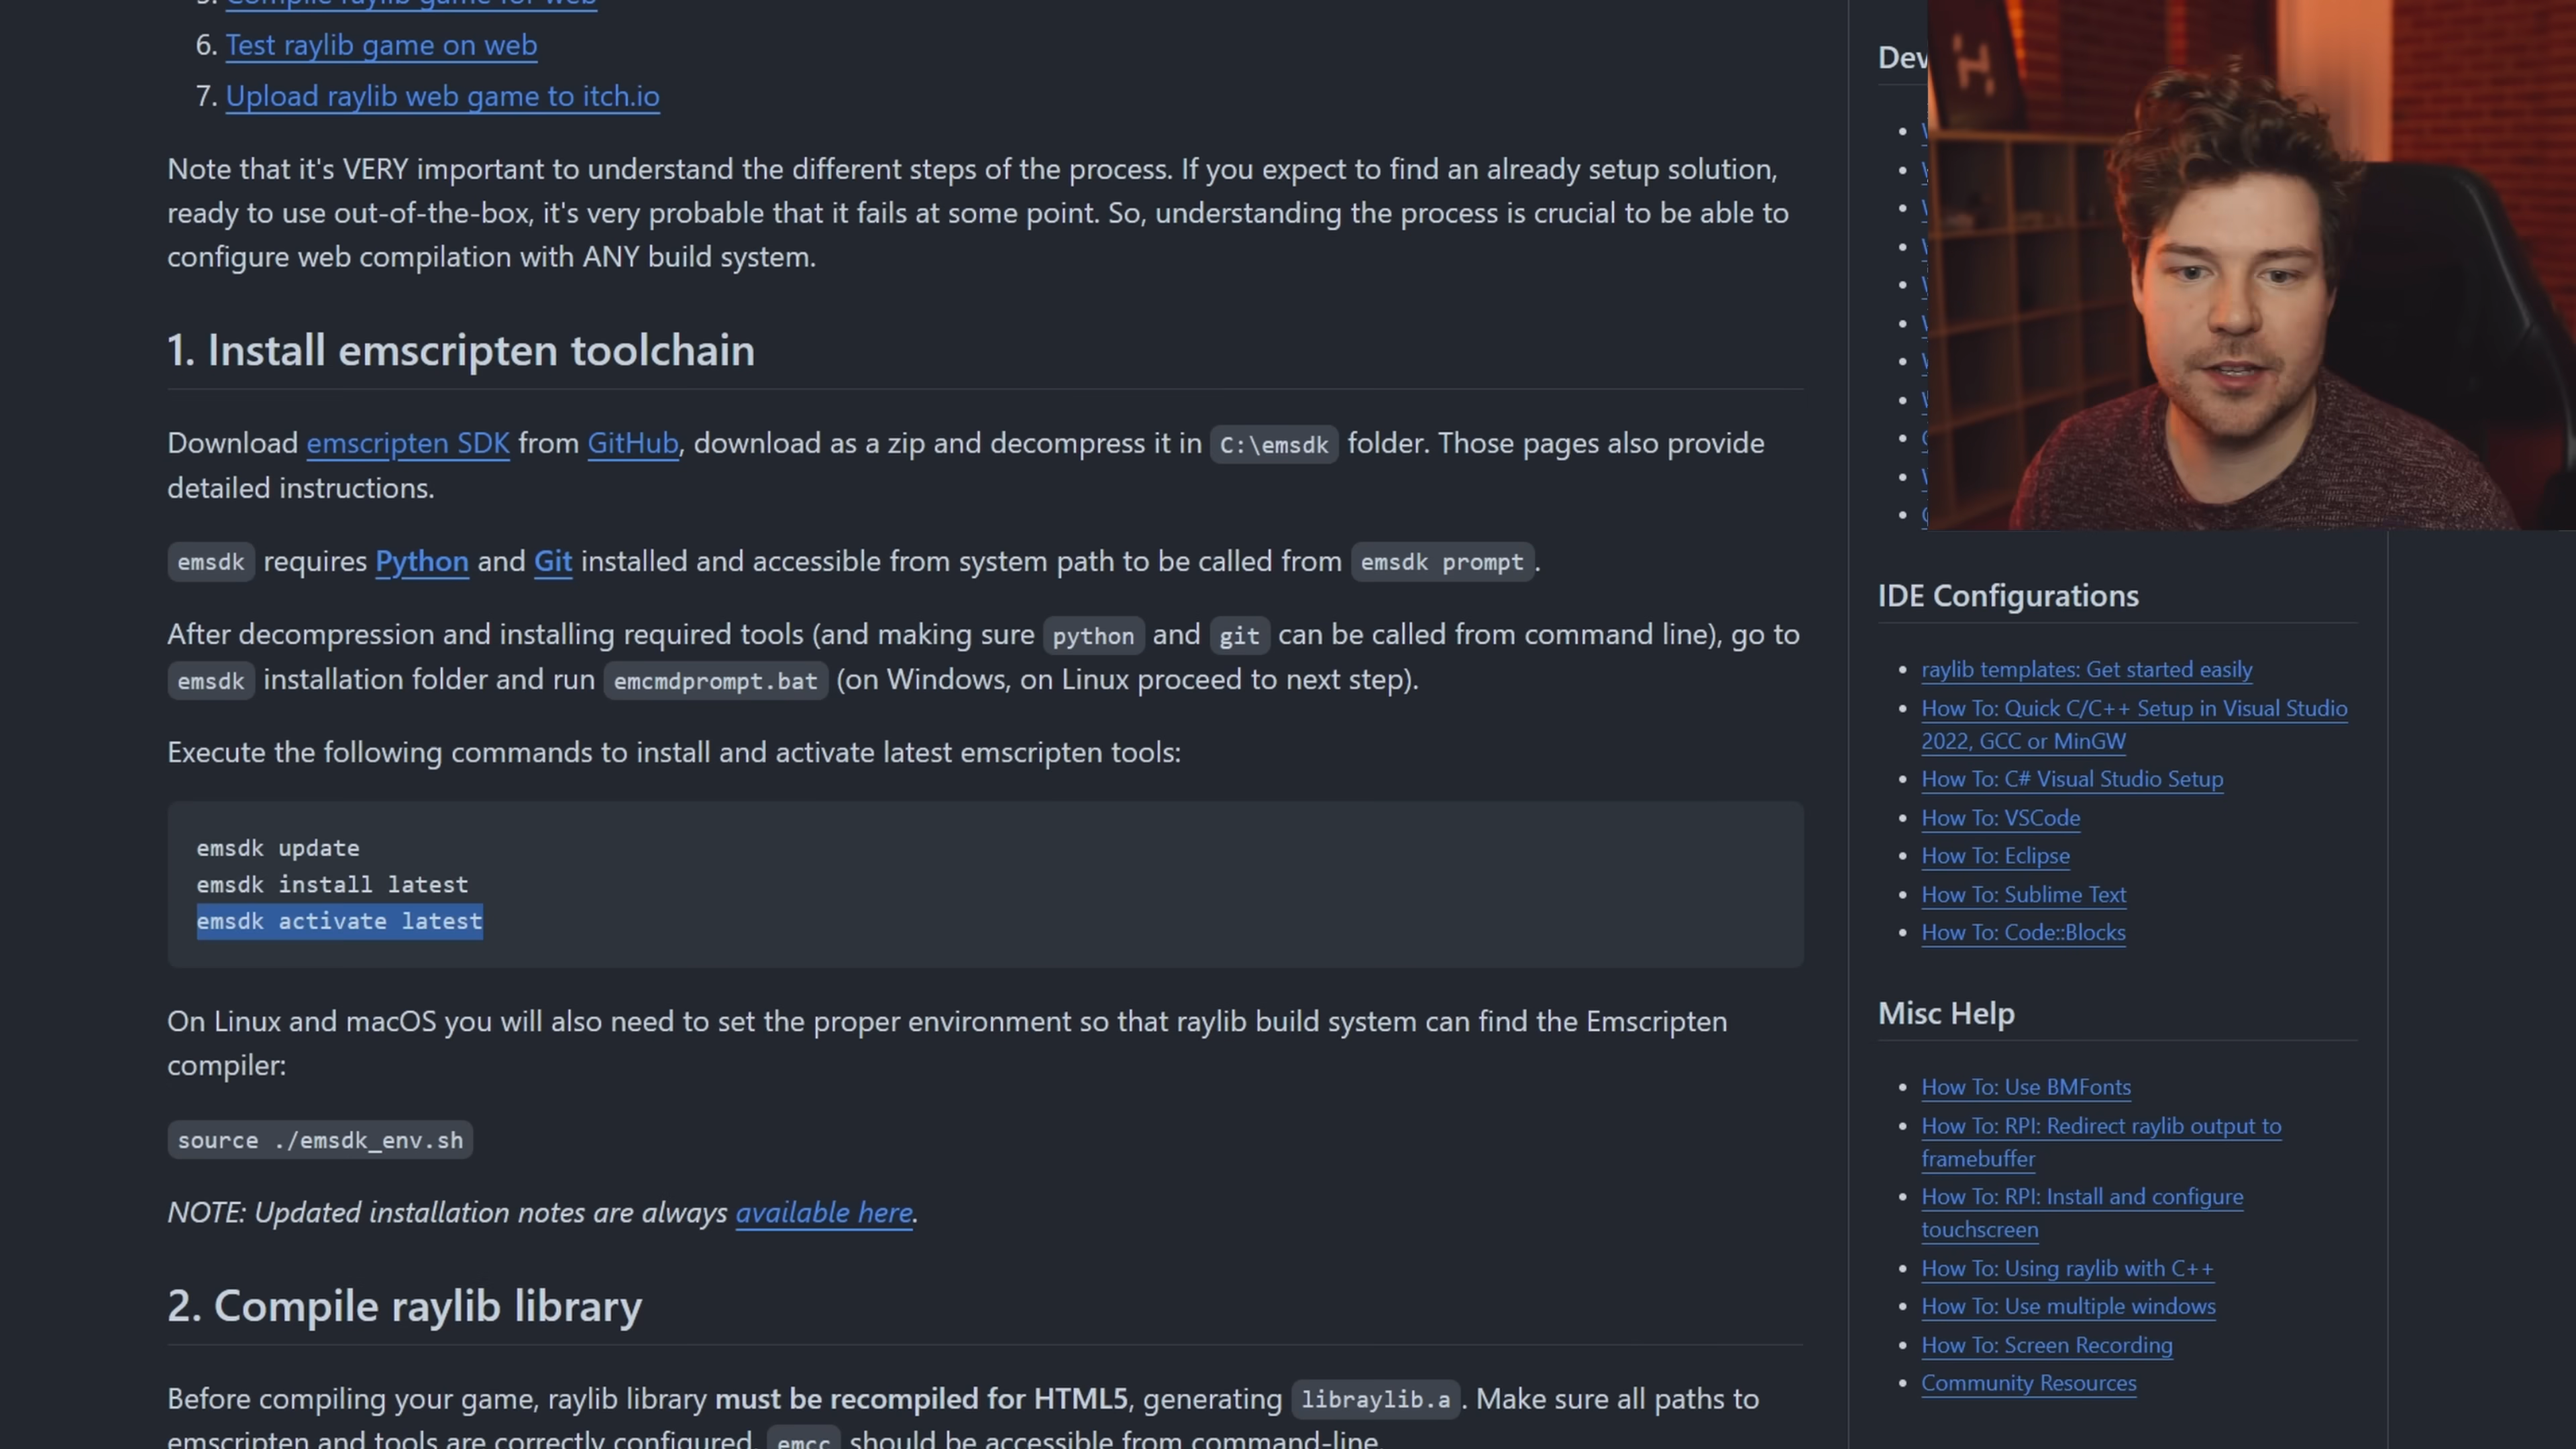 5. Compile raylib game for web
6. Test raylib game on web
7. Upload raylib web game to itch.io
Note that it's VERY important to understand the different steps of the process. If you expect to find an already setup solution,
ready to use out-of-the-box, it's very probable that it fails at some point. So, understanding the process is crucial to be able to
configure web compilation with ANY build system.
1. Install emscripten toolchain
Download emscripten SDK from GitHub, download as a zip and decompress it in C:\emsdk folder. Those pages also provide
detailed instructions.
emsdk requires Python and Git installed and accessible from system path to be called from emsdk prompt.
After decompression and installing required tools (and making sure python and git can be called from command line), go to
emsdk installation folder and run emcmdprompt.bat (on Windows, on Linux proceed to next step).
Execute the following commands to install and activate latest emscripten tools:
emsdk update
emsdk install latest
emsdk activate latest
On Linux and macOS you will also need to set the proper environment so that raylib build system can find the Emscripten
compiler:
source ./emsdk_env.sh
NOTE: Updated installation notes are always available here.
2. Compile raylib library
Before compiling your game, raylib library must be recompiled for HTML5, generating libraylib.a. Make sure all paths to
emscripten and tools are correctly configured, emcc should be accessible from command-line.
Dev
IDE Configurations
• raylib templates: Get started easily
• How To: Quick C/C++ Setup in Visual Studio
2022, GCC or MinGW
• How To: C# Visual Studio Setup
• How To: VSCode
• How To: Eclipse
• How To: Sublime Text
• How To: Code::Blocks
Misc Help
• How To: Use BMFonts
• How To: RPI: Redirect raylib output to
framebuffer
• How To: RPI: Install and configure
touchscreen
• How To: Using raylib with C++
• How To: Use multiple windows
• How To: Screen Recording
• Community Resources